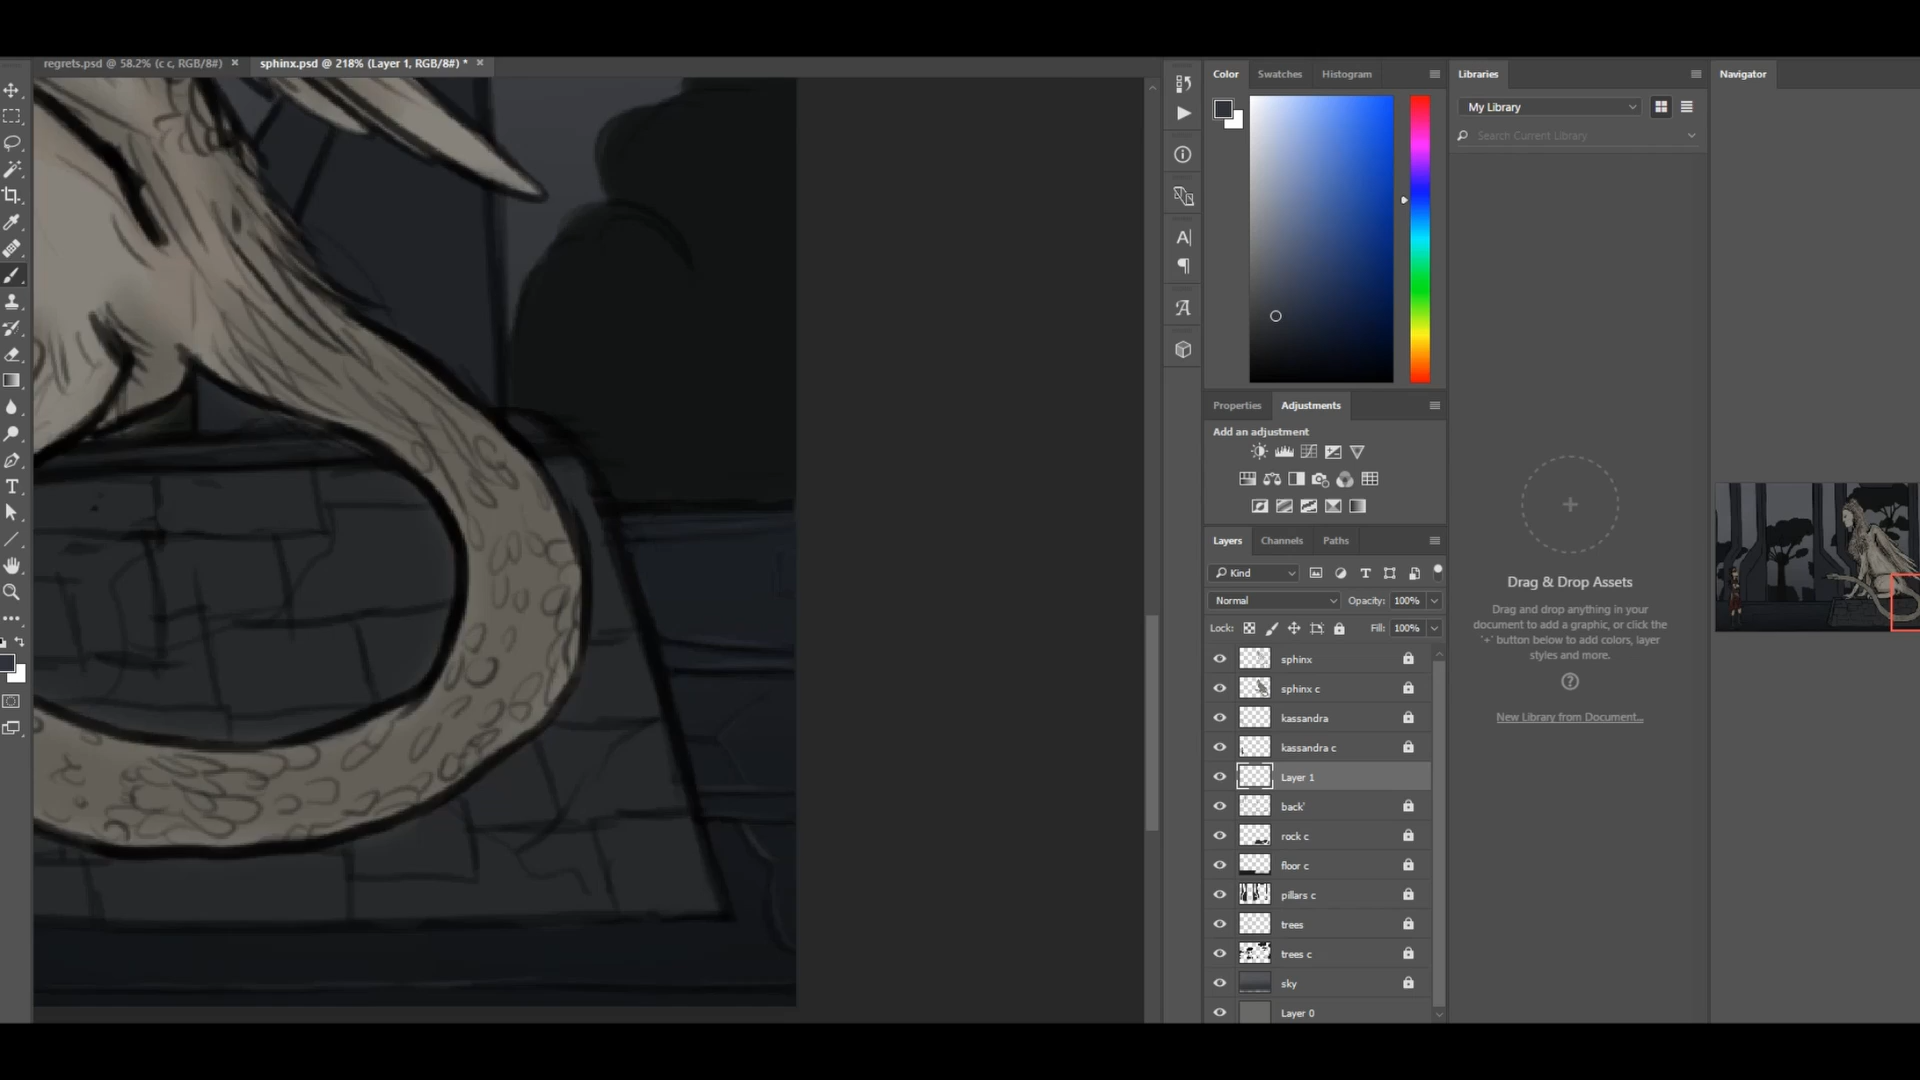 regrets.psd @ 58.2% (c c, RGB/8#) ×
sphinx.psd @ 218% (Layer 1, RGB/8#) * ×
Color
Swatches
Histogram
Libraries
Navigator
My Library
Search Current Library
Properties
Adjustments
Add an adjustment
Drag & Drop Assets
Drag and drop anything in your
document to add a graphic, or click the
'+' button below to add colors, layer
styles and more.
New Library from Document...
Layers
Channels
Paths
Kind
Normal
Opacity: 100%
Lock:
Fill: 100%
sphinx
sphinx c
kassandra
kassandra c
Layer 1
back'
rock c
floor c
pillars c
trees
trees c
sky
Layer 0